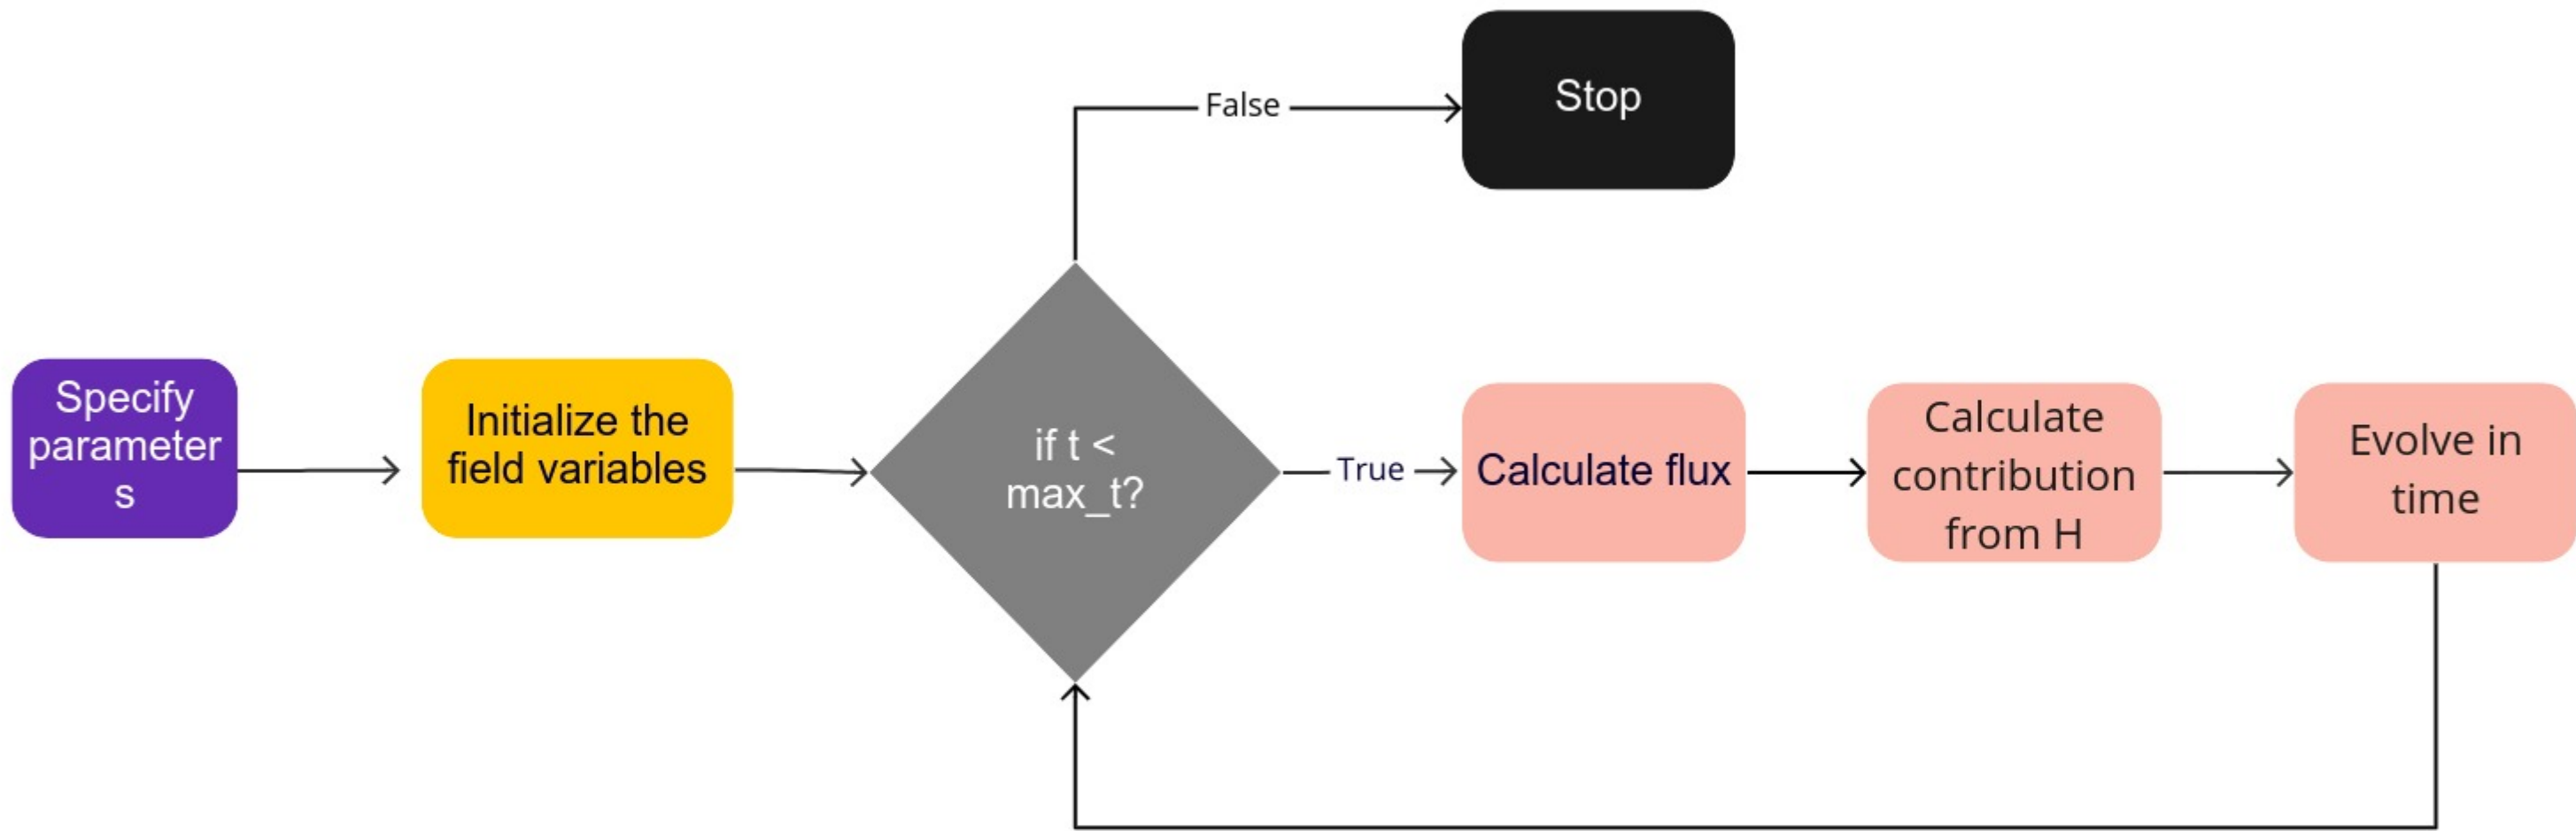 Stop
False
Specify
parameter
s
Initialize the
field variables
if t <
max_t?
True
Calculate flux
Calculate
contribution
from H
Evolve in
time